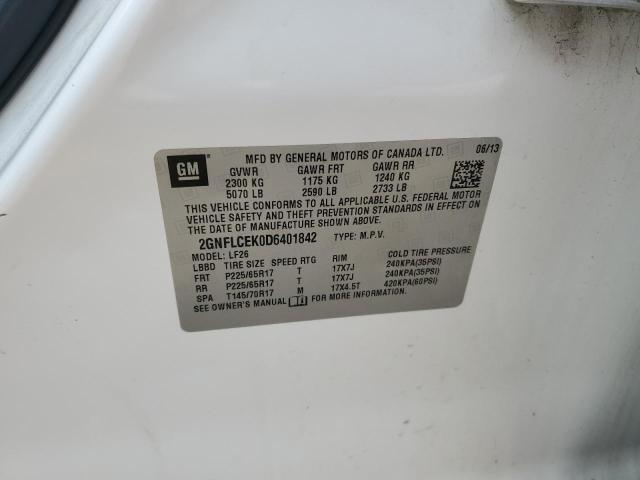 GM
MFD BY GENERAL MOTORS OF CANADA LTD. 06/13
GVWR GAWR FRT GAWR RR
2300 KG 1175 KG 1240 KG
5070 LB 2590 LB 2733 LB
THIS VEHICLE CONFORMS TO ALL APPLICABLE U.S. FEDERAL MOTOR
VEHICLE SAFETY AND THEFT PREVENTION STANDARDS IN EFFECT ON
THE DATE OF MANUFACTURE SHOWN ABOVE.
2GNFLCEK0D6401842 TYPE: M.P.V.
MODEL: LF26
LBBD TIRE SIZE SPEED RTG RIM COLD TIRE PRESSURE
FRT P225/65R17 T 17X7J 240KPA(35PSI)
RR P225/65R17 T 17X7J 240KPA(35PSI)
SPA T145/70R17 M 17X4.5T 420KPA(60PSI)
SEE OWNER'S MANUAL FOR MORE INFORMATION.